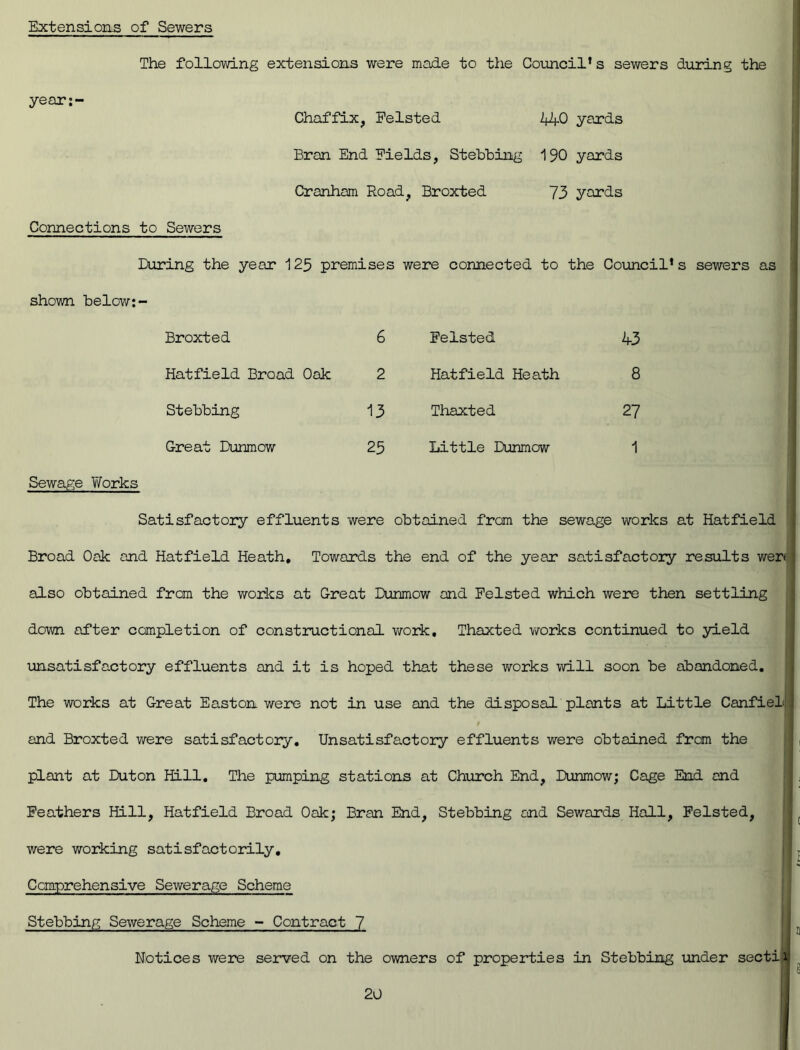 Extensions of Sewers
The following extensions were made to the Council's sewers during the
year:-
Chaffix, Felsted 440 yards
Bran End Fields, Stebbing 190 yards
Cranham Road, Broxted 73 yards
Connections to Sewers
During the year 125 premises were connected to the Council's sewers as
shown below:-
Broxted 6 Felsted 43
Hatfield Broad Oak 2 Hatfield Heath 8
Stebbing 13 Thaxted 27
Great Dunmow 25 Little Dunmow 1
Sewage Works
Satisfactory effluents were obtained from the sewage works at Hatfield
Broad Oak and Hatfield Heath. Towards the end of the year satisfactory results wer
also obtained from the works at Great Dunmow and Felsted which were then settling
down after completion of constructional work. Thaxted works continued to yield
unsatisfactory effluents and it is hoped that these works will soon be abandoned.
The works at Great Easton were not in use and the disposal plants at Little Canfiel
and Broxted were satisfactory. Unsatisfactory effluents were obtained from the
plant at Duton Hill. The pumping stations at Church End, Dunmow; Cage End and
Feathers Hill, Hatfield Broad Oak; Bran End, Stebbing and Sewards Hall, Felsted,
were working satisfactorily.
Comprehensive Sewerage Scheme
Stebbing Sewerage Scheme - Contract 7
Notices were served on the owners of properties in Stebbing under secti
20